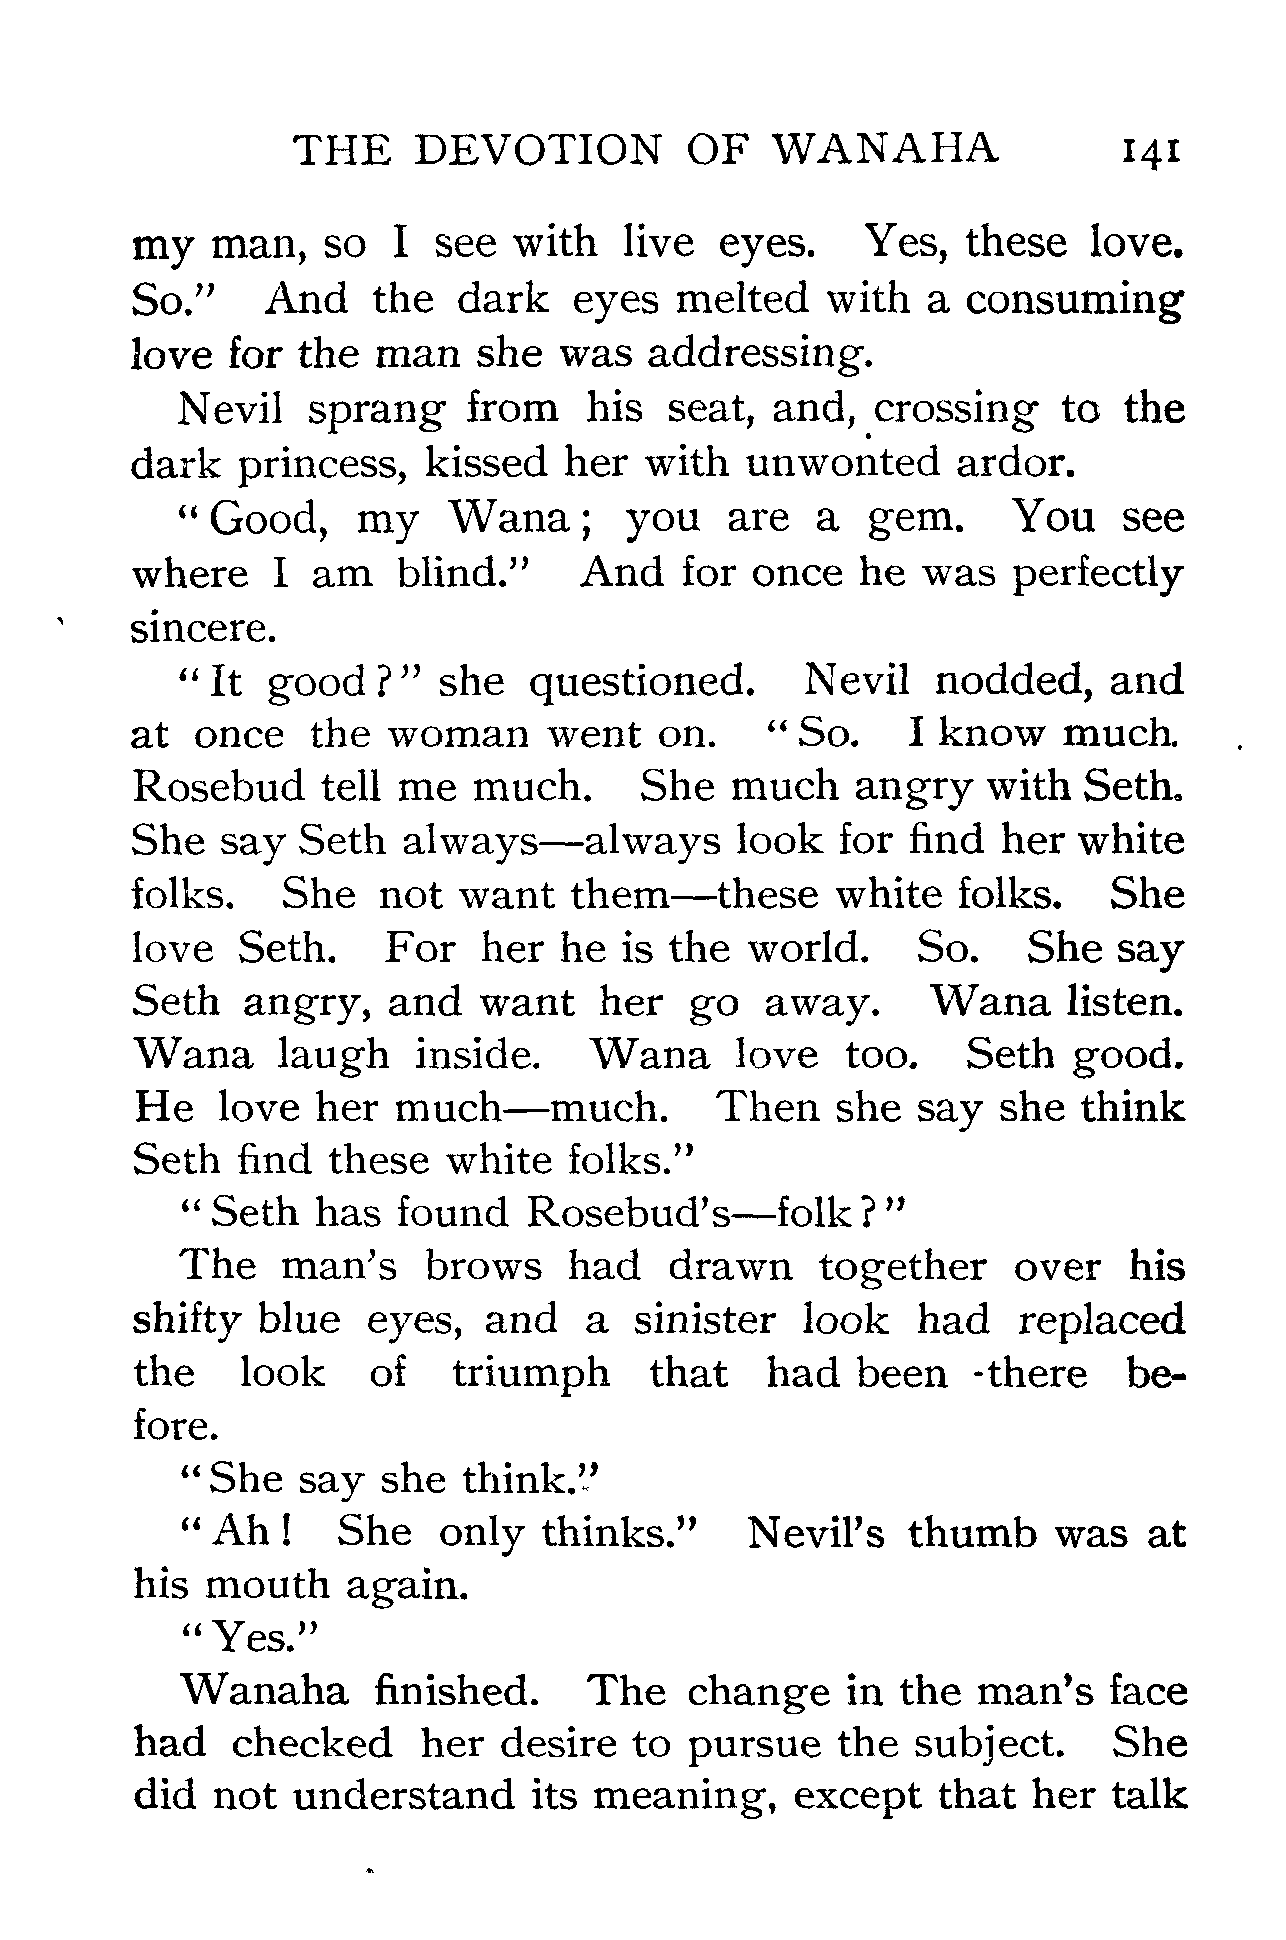 THE DEVOTION OF WANAHA 141
my man, so I see with live eyes. Yes, these love.
So." And the dark eyes melted with a consuming
love for the man she was addressing.
Nevil sprang from his seat, and, crossing to the
dark princess, kissed her with unwonted ardor.
"Good, my Wana; you are a gem. You see
where I am blind." And for once he was perfectly
sincere.
"It good?" she questioned. Nevil nodded, and
at once the woman went on. "So. I know much.
Rosebud tell me much. She much angry with Seth.
She say Seth always—always look for find her white
folks. She not want them—these white folks. She
love Seth. For her he is the world. So. She say
Seth angry, and want her go away. Wana listen.
Wana laugh inside. Wana love too. Seth good.
He love her much—much. Then she say she think
Seth find these white folks."
"Seth has found Rosebud's—folk?"
The man's brows had drawn together over his
shifty blue eyes, and a sinister look had replaced
the look of triumph that had been there be-
fore.
"She say she think."
"Ah! She only thinks." Nevil's thumb was at
his mouth again.
"Yes."
Wanaha finished. The change in the man's face
had checked her desire to pursue the subject. She
did not understand its meaning, except that her talk